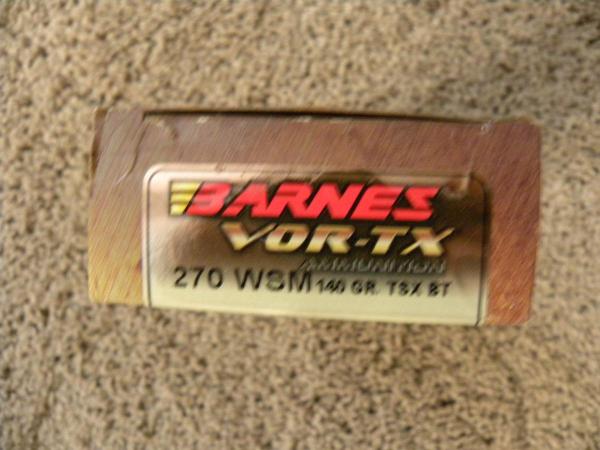 BARNES
VOR-TX
AMMUNITION
270 WSM 140 GR. TSX BT